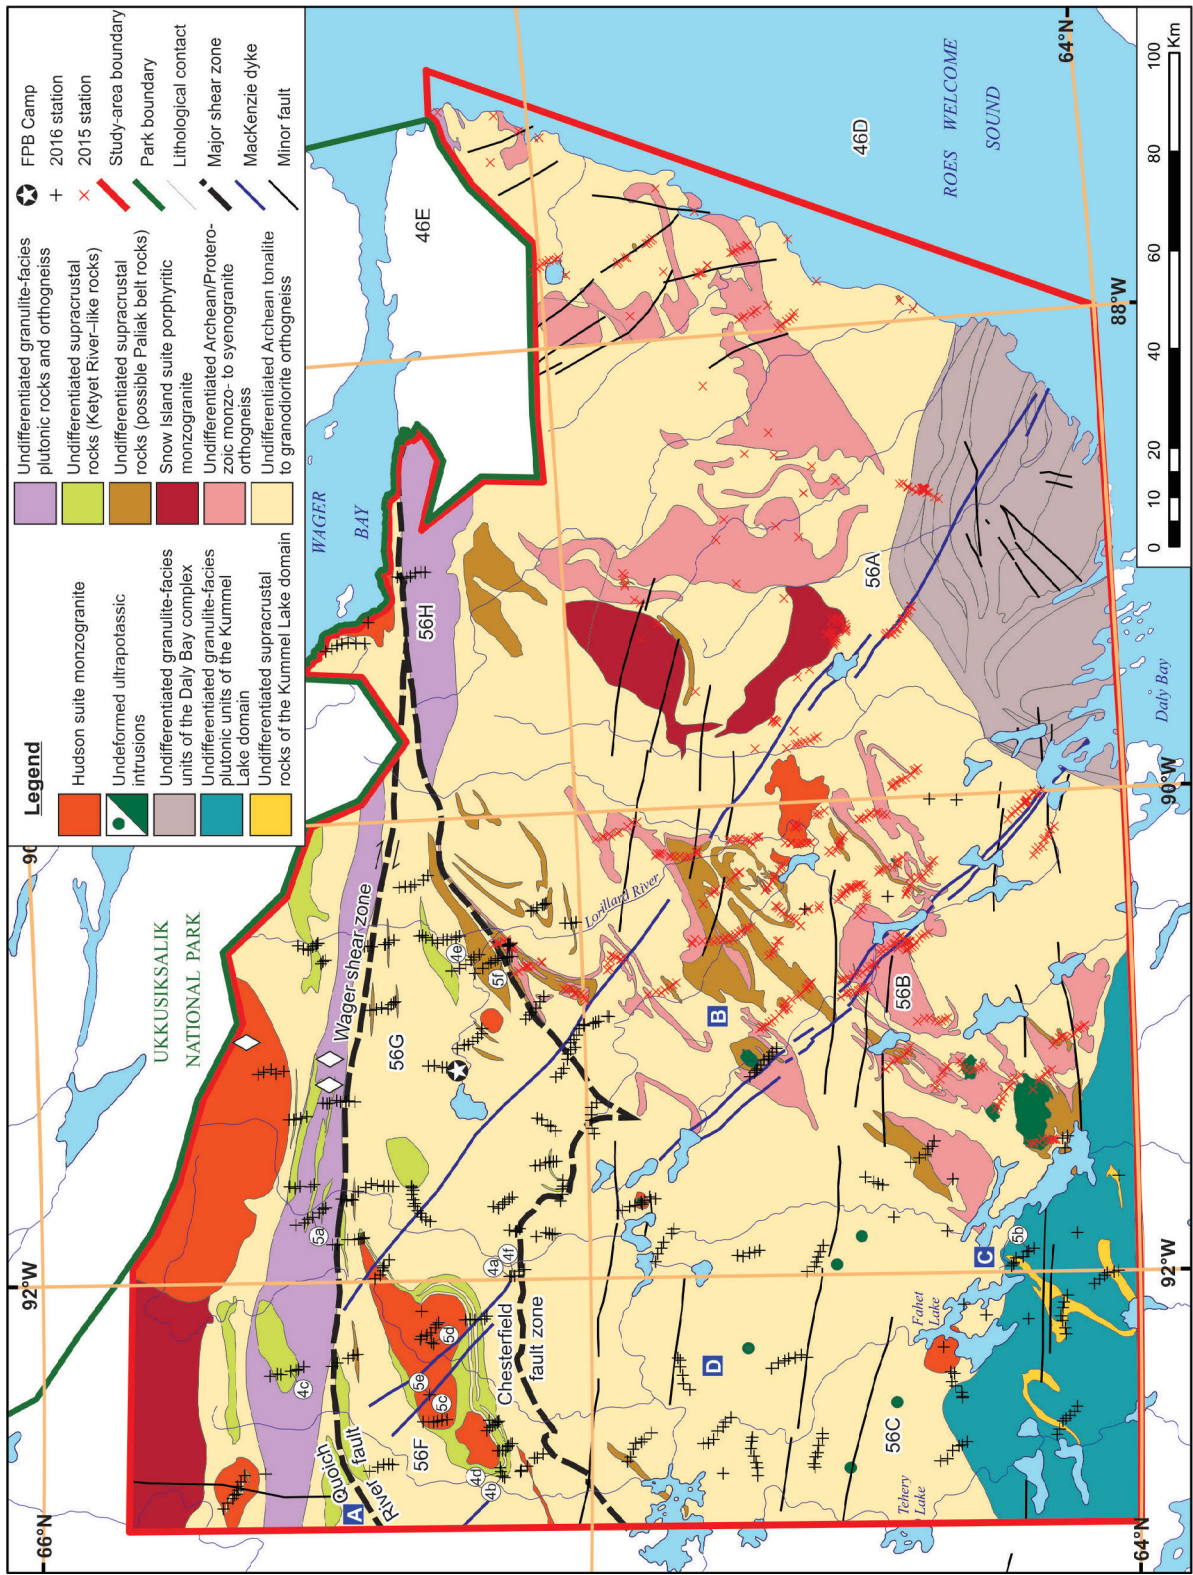 Legend
Hudson suite monzogranite
Undeformed ultrapotassic
intrusions
Undifferentiated granulite-facies
units of the Daly Bay complex
Undifferentiated granulite-facies
plutonic units of the Kummel
Lake domain
Undifferentiated supracrustal
rocks of the Kummel Lake domain
Undifferentiated granulite-facies
plutonic rocks and orthogneiss
Undifferentiated supracrustal
rocks (Ketyet River–like rocks)
Undifferentiated supracrustal
rocks (possible Paliak belt rocks)
Snow Island suite porphyritic
monzogranite
Undifferentiated Archean/Protero-
zoic monzo- to syenogranite
orthogneiss
Undifferentiated Archean tonalite
to granodiorite orthogneiss
FPB Camp
2016 station
2015 station
Study-area boundary
Park boundary
Lithological contact
Major shear zone
MacKenzie dyke
Minor fault
66°N
92°W
90
UKUSIKSALIK
NATIONAL PARK
WAGER
BAY
46E
56H
Wager shear zone
56G
4e
5f
5a
4c
Quoich
River fault
A
56F
5e
5c
5d
4d
4b
4a
4f
Chesterfield
fault zone
Lorillard River
B
D
56A
56B
56C
C
5b
Fahet
Lake
Tehery
Lake
Daly Bay
46D
ROES WELCOME
SOUND
64°N
92°W
90°W
88°W
64°N
0 10 20 40 60 80 100
Km